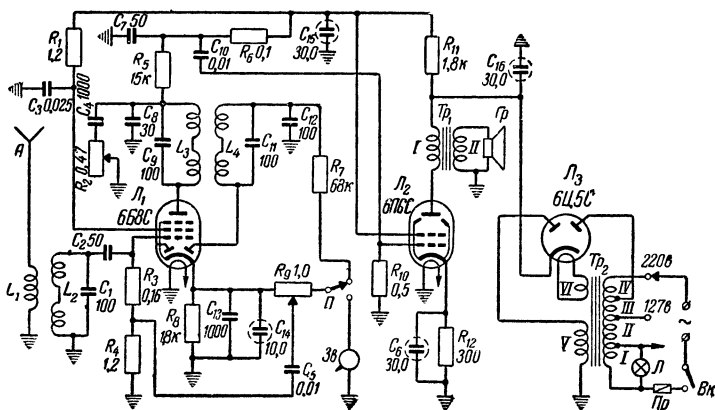 C7 50
R1
1,2
C3 0,025
C4 1000
R5
15к
C10
0,01
R6 0,1
C15
30,0
R11
1,8к
C16
30,0
C8
30
C9
100
L3
L4
C11
100
C12
100
R7
68к
Тр1
I
II
Гр
А
R2 0,47
Л1
6Б8С
Л2
6П6С
Л3
6Ц5С
C2 50
L1
L2
C1
100
R3
0,16
R4
1,2
R8
18к
C13
1000
C14
10,0
R9 1,0
П
C5
0,01
Зв
R10
0,5
C6
30,0
R12
300
VI
Тр2
V
IV
III
II
I
220в
127в
~
Л
Пр
Вк